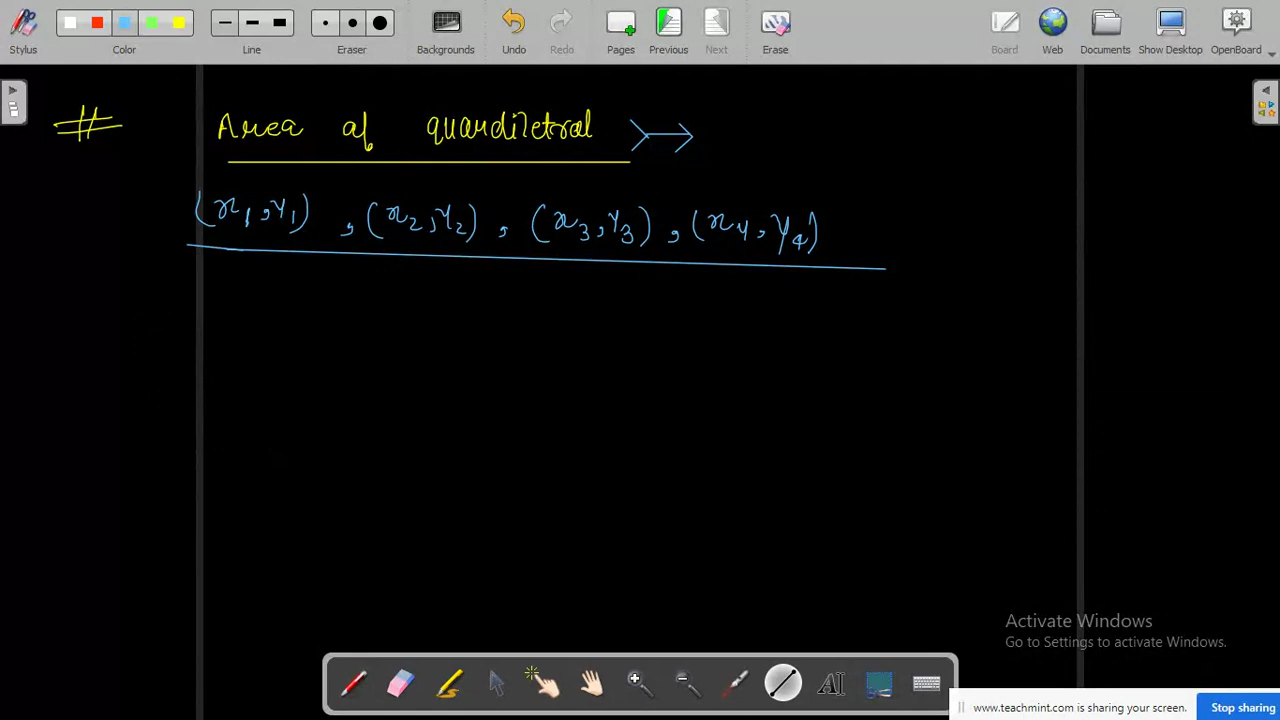 Stylus Color Line Eraser Backgrounds Undo Redo Pages Previous Next Erase Board Web Documents Show Desktop OpenBoard
# Area of quardiletral
(x1,y1) , (x2,y2) , (x3,y3) , (x4,y4)
Activate Windows
Go to Settings to activate Windows.
AI
www.teachmint.com is sharing your screen. Stop sharing